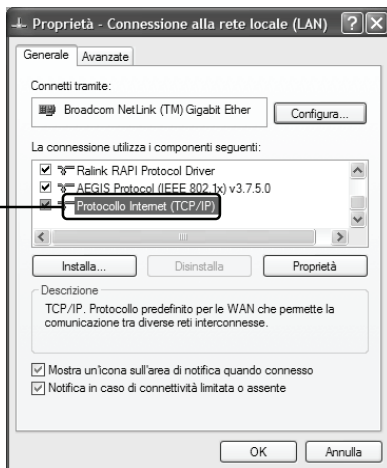 Proprietà - Connessione alla rete locale (LAN)
Generale Avanzate
Connetti tramite:
Broadcom NetLink (TM) Gigabit Ether
Configura...
La connessione utilizza i componenti seguenti:
Ralink RAPI Protocol Driver
AEGIS Protocol (IEEE 802.1x) v3.7.5.0
Protocollo Internet (TCP/IP)
Installa... Disinstalla Proprietà
Descrizione
TCP/IP. Protocollo predefinito per le WAN che permette la
comunicazione tra diverse reti interconnesse.
Mostra un'icona sull'area di notifica quando connesso
Notifica in caso di connettività limitata o assente
OK Annulla